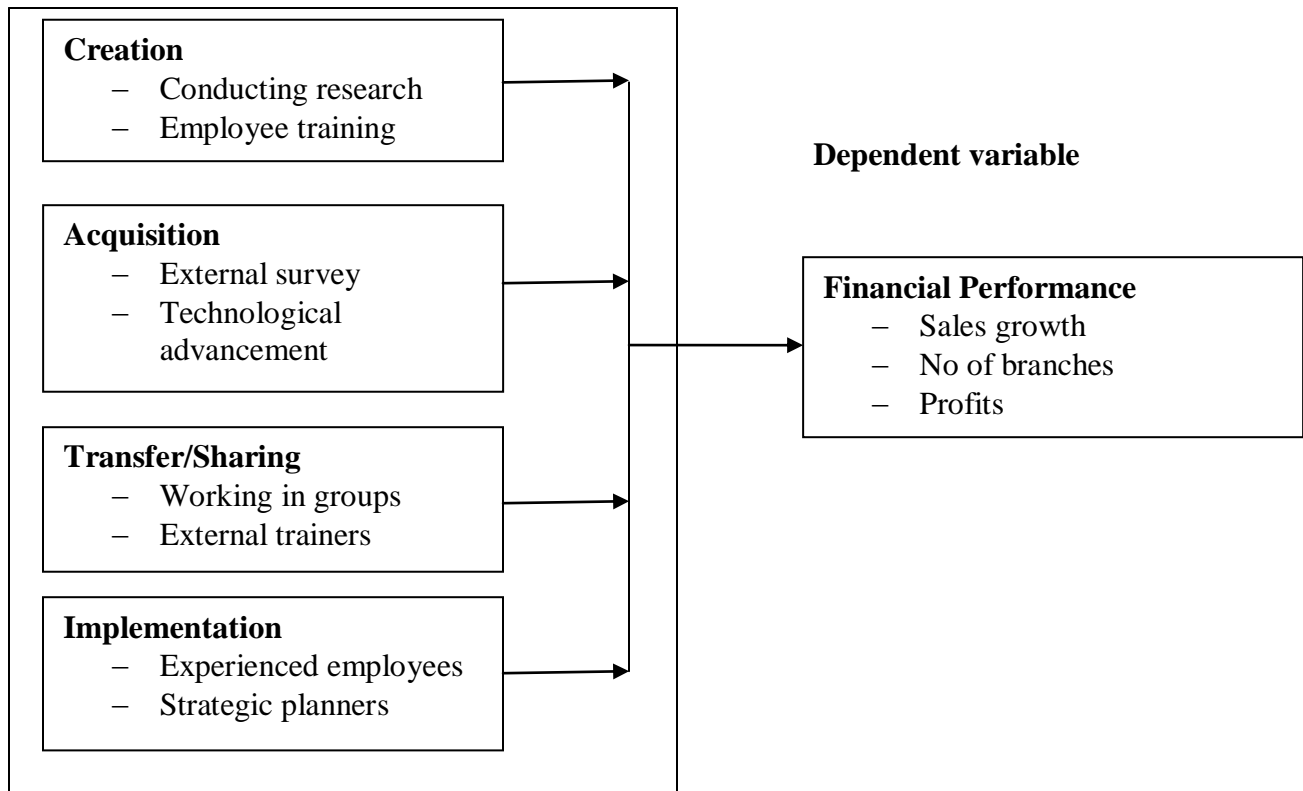 Creation
– Conducting research
– Employee training
Acquisition
– External survey
– Technological
advancement
Transfer/Sharing
– Working in groups
– External trainers
Implementation
– Experienced employees
– Strategic planners
Dependent variable
Financial Performance
– Sales growth
– No of branches
– Profits